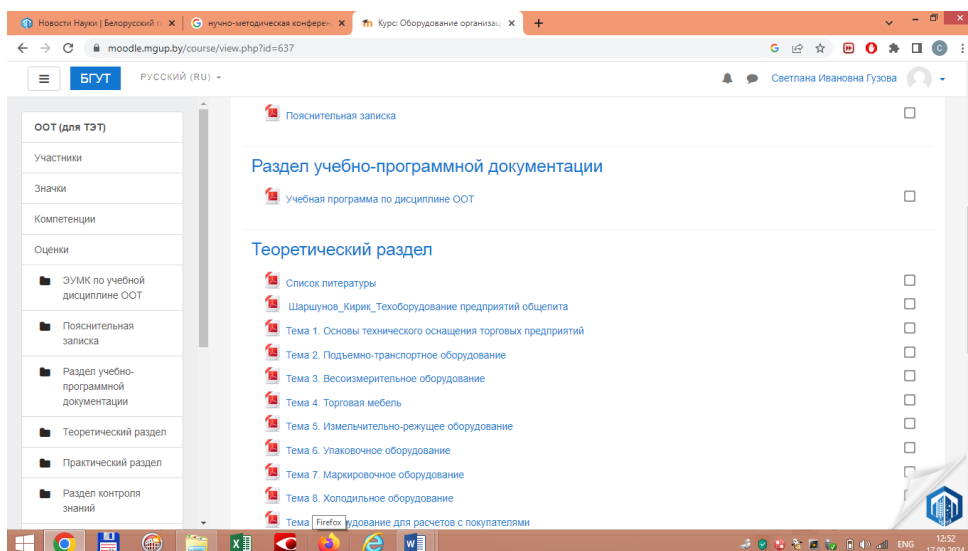 Новости Науки | Белорусский г
нучно-методическая конферен
Курс: Оборудование организац
moodle.mgup.by/course/view.php?id=637
БГУТ
РУССКИЙ (RU)
Светлана Ивановна Гузова
ООТ (для ТЭТ)
Участники
Значки
Компетенции
Оценки
ЭУМК по учебной
дисциплине ООТ
Пояснительная
записка
Раздел учебно-
программной
документации
Теоретический раздел
Практический раздел
Раздел контроля
знаний
Пояснительная записка
Раздел учебно-программной документации
Учебная программа по дисциплине ООТ
Теоретический раздел
Список литературы
Шаршунов_Кирик_Техоборудование предприятий общепита
Тема 1. Основы технического оснащения торговых предприятий
Тема 2. Подъемно-транспортное оборудование
Тема 3. Весоизмерительное оборудование
Тема 4. Торговая мебель
Тема 5. Измельчительно-режущее оборудование
Тема 6. Упаковочное оборудование
Тема 7. Маркировочное оборудование
Тема 8. Холодильное оборудование
Тема удование для расчетов с покупателями
Firefox
ENG
12:52
17.09.2024